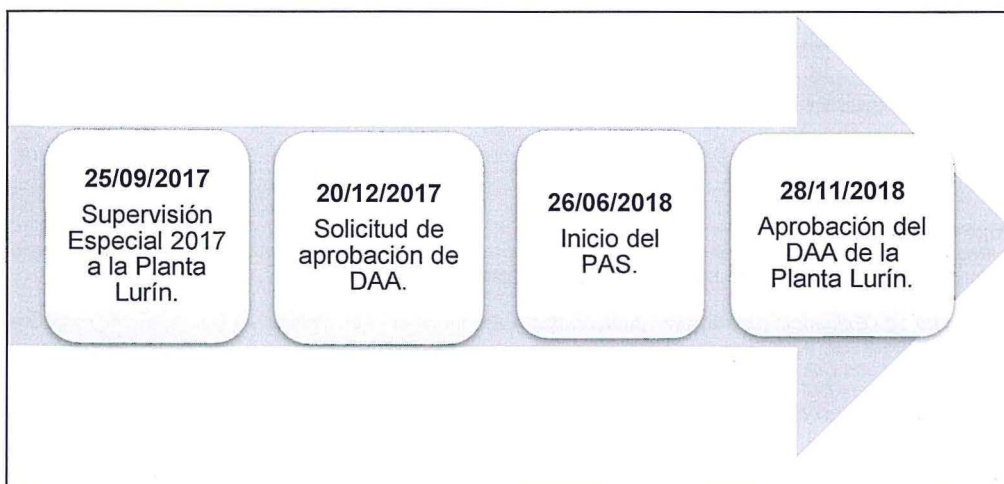 25/09/2017
Supervisión
Especial 2017
a la Planta
Lurín.
20/12/2017
Solicitud de
aprobación de
DAA.
26/06/2018
Inicio del
PAS.
28/11/2018
Aprobación del
DAA de la
Planta Lurín.